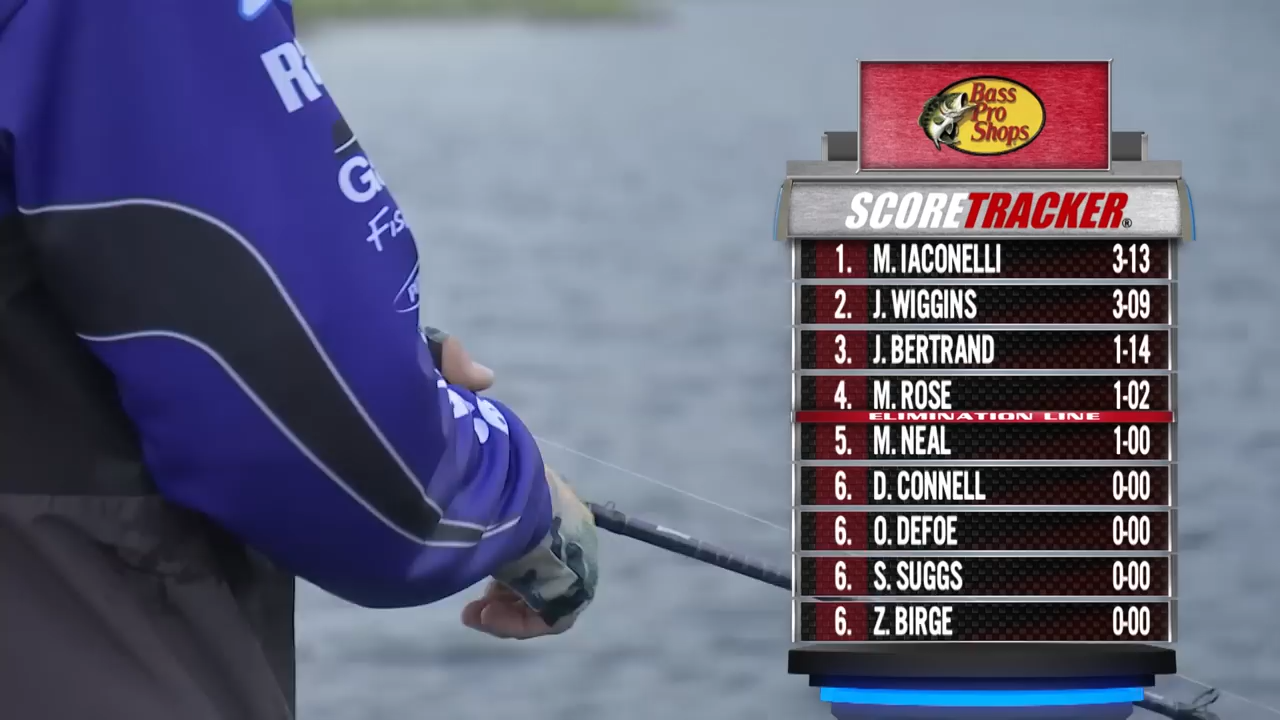 Bass
Pro
Shops
SCORETRACKER®
1. M. IACONELLI 3-13
2. J. WIGGINS 3-09
3. J. BERTRAND 1-14
4. M. ROSE 1-02
ELIMINATION LINE
5. M. NEAL 1-00
6. D. CONNELL 0-00
6. O. DEFOE 0-00
6. S. SUGGS 0-00
6. Z. BIRGE 0-00